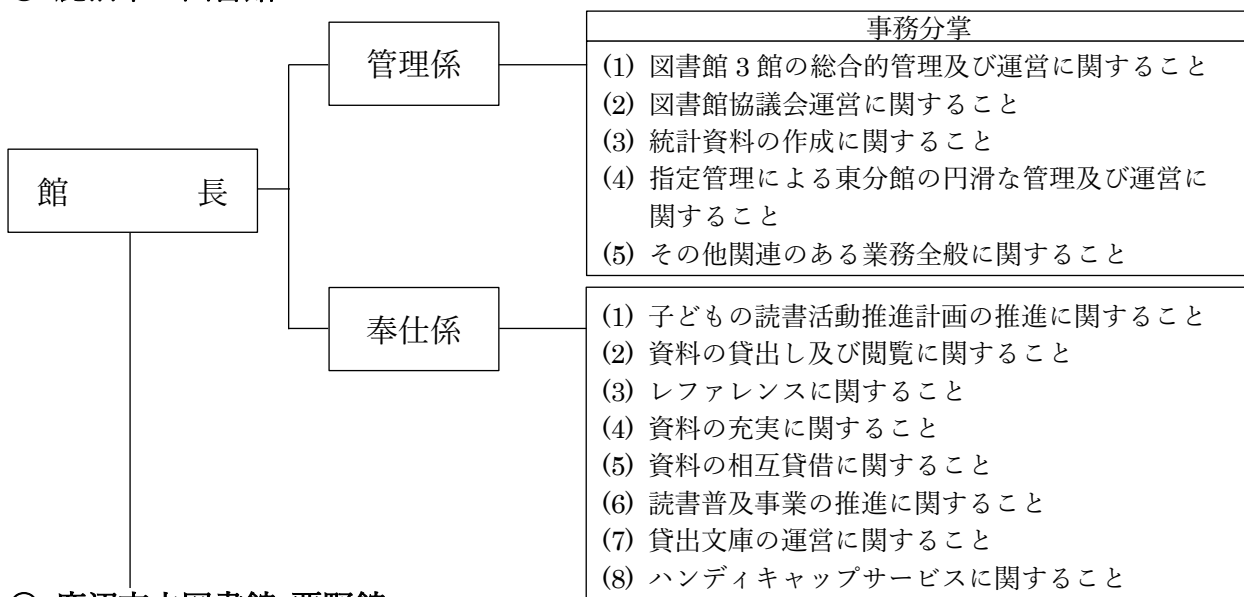 事務分掌
管理係
(1) 図書館 3 館の総合的管理及び運営に関すること
(2) 図書館協議会運営に関すること
(3) 統計資料の作成に関すること
(4) 指定管理による東分館の円滑な管理及び運営に
関すること
(5) その他関連のある業務全般に関すること
館　　　長
奉仕係
(1) 子どもの読書活動推進計画の推進に関すること
(2) 資料の貸出し及び閲覧に関すること
(3) レファレンスに関すること
(4) 資料の充実に関すること
(5) 資料の相互貸借に関すること
(6) 読書普及事業の推進に関すること
(7) 貸出文庫の運営に関すること
(8) ハンディキャップサービスに関すること